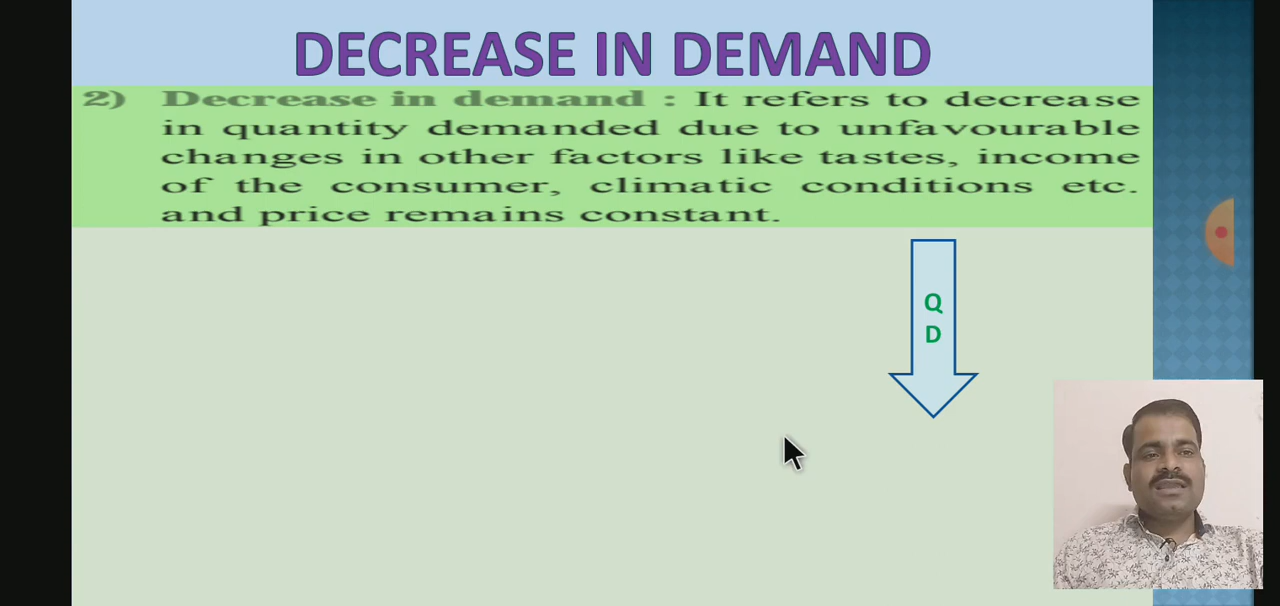 DECREASE IN DEMAND
2) Decrease in demand : It refers to decrease
in quantity demanded due to unfavourable
changes in other factors like tastes, income
of the consumer, climatic conditions etc.
and price remains constant.
Q
D